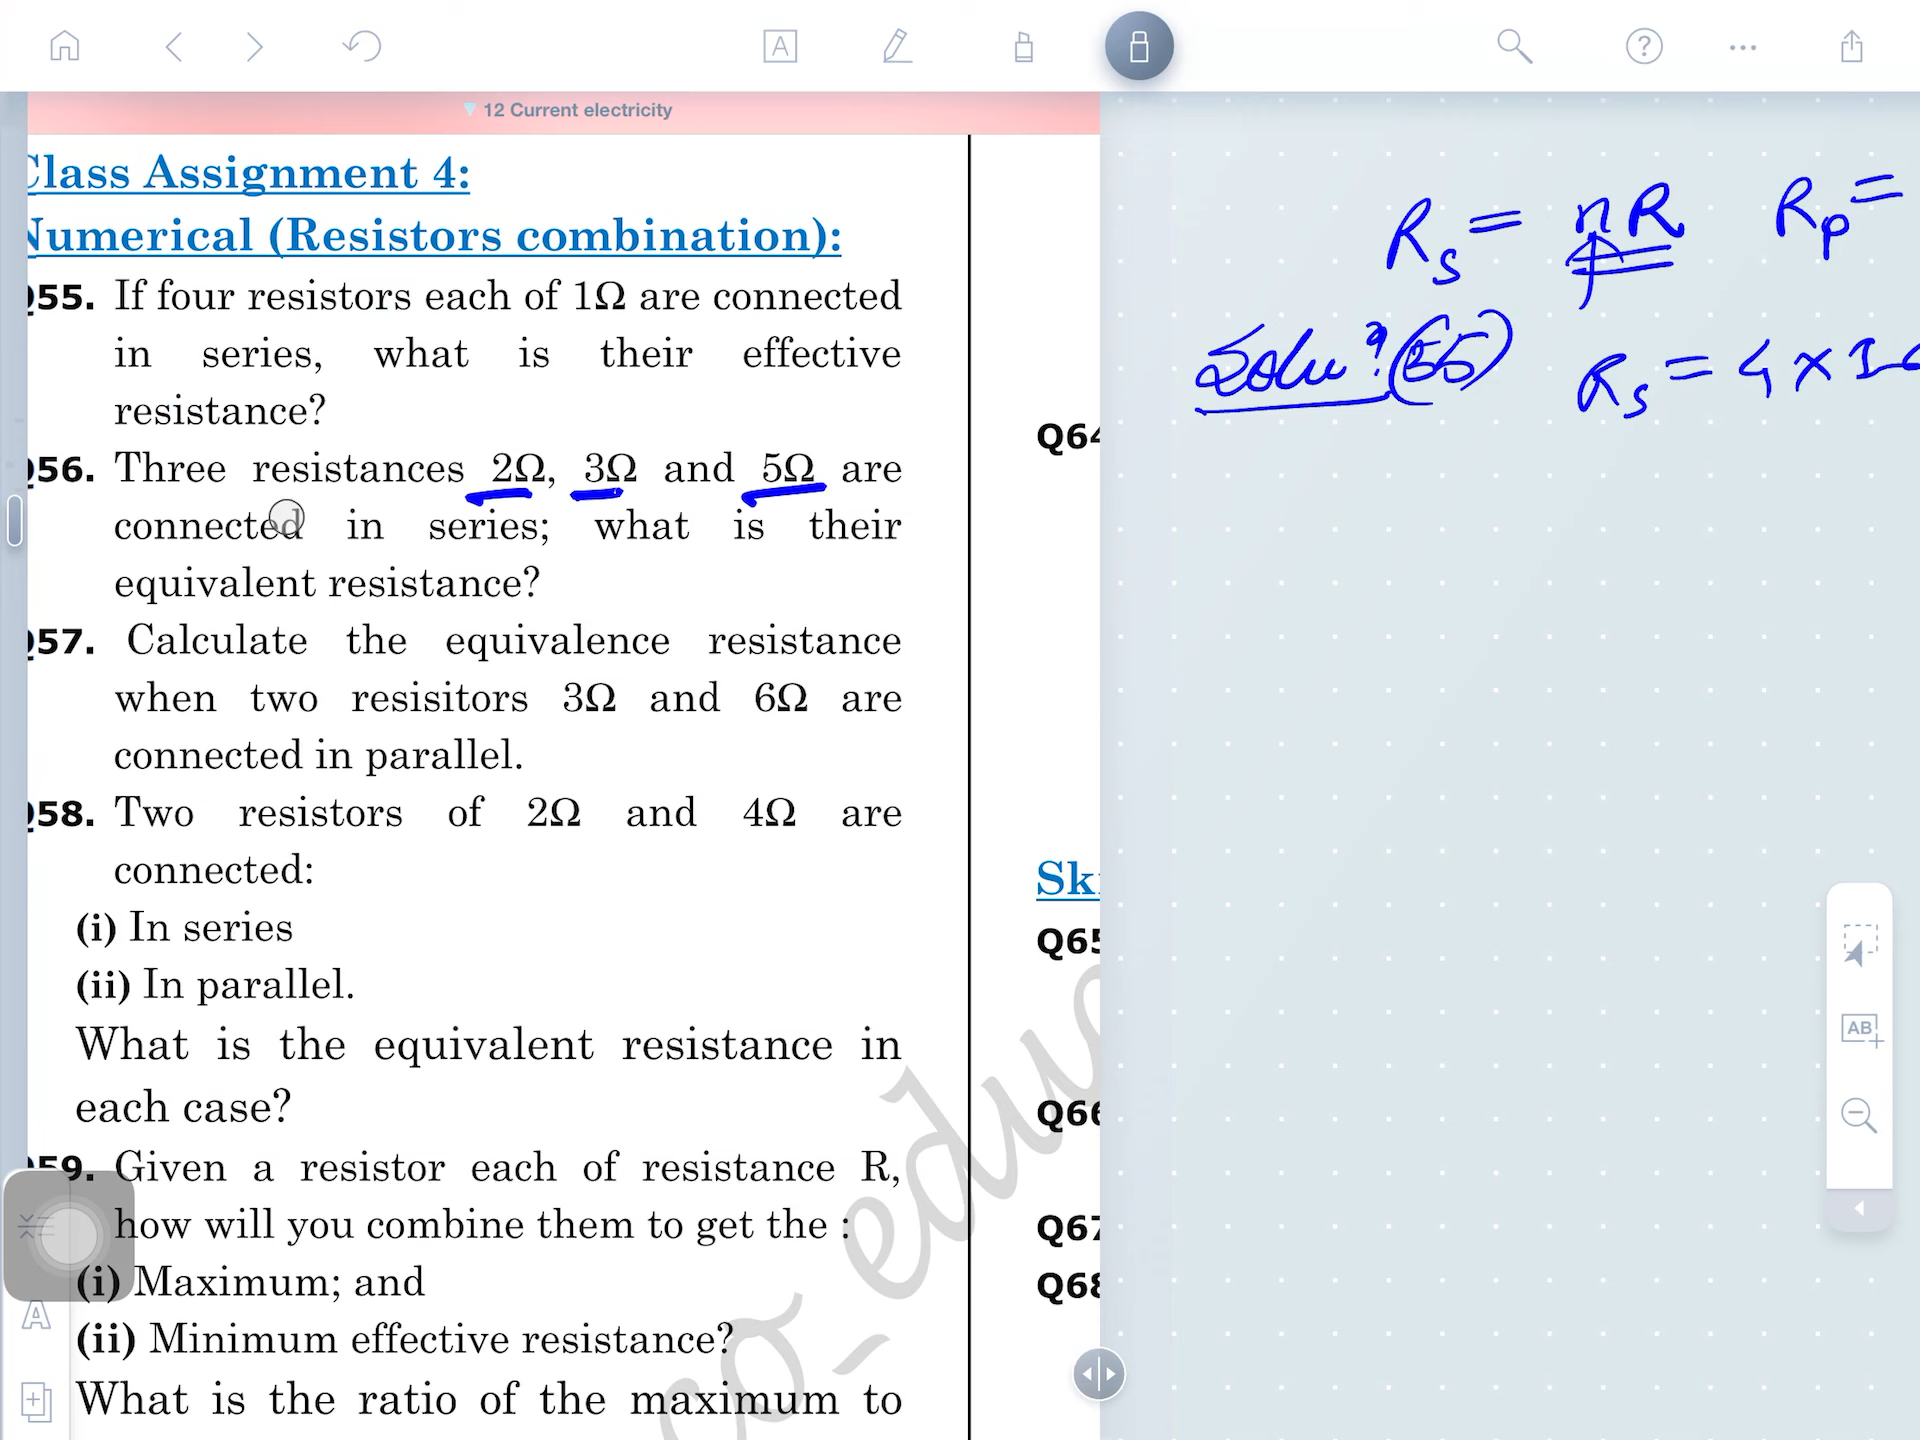 12 Current electricity
Class Assignment 4:
Numerical (Resistors combination):
Q55. If four resistors each of 1Ω are connected
in series, what is their effective
resistance?
Q56. Three resistances 2Ω, 3Ω and 5Ω are
connected in series; what is their
equivalent resistance?
Q57. Calculate the equivalence resistance
when two resisitors 3Ω and 6Ω are
connected in parallel.
Q58. Two resistors of 2Ω and 4Ω are
connected:
(i) In series
(ii) In parallel.
What is the equivalent resistance in
each case?
Q59. Given a resistor each of resistance R,
how will you combine them to get the :
(i) Maximum; and
(ii) Minimum effective resistance?
What is the ratio of the maximum to
Q64
Ski
Q65
Q66
Q67
Q68
Rs = nR Rp =
Solu? (55) Rs = 4 × 1